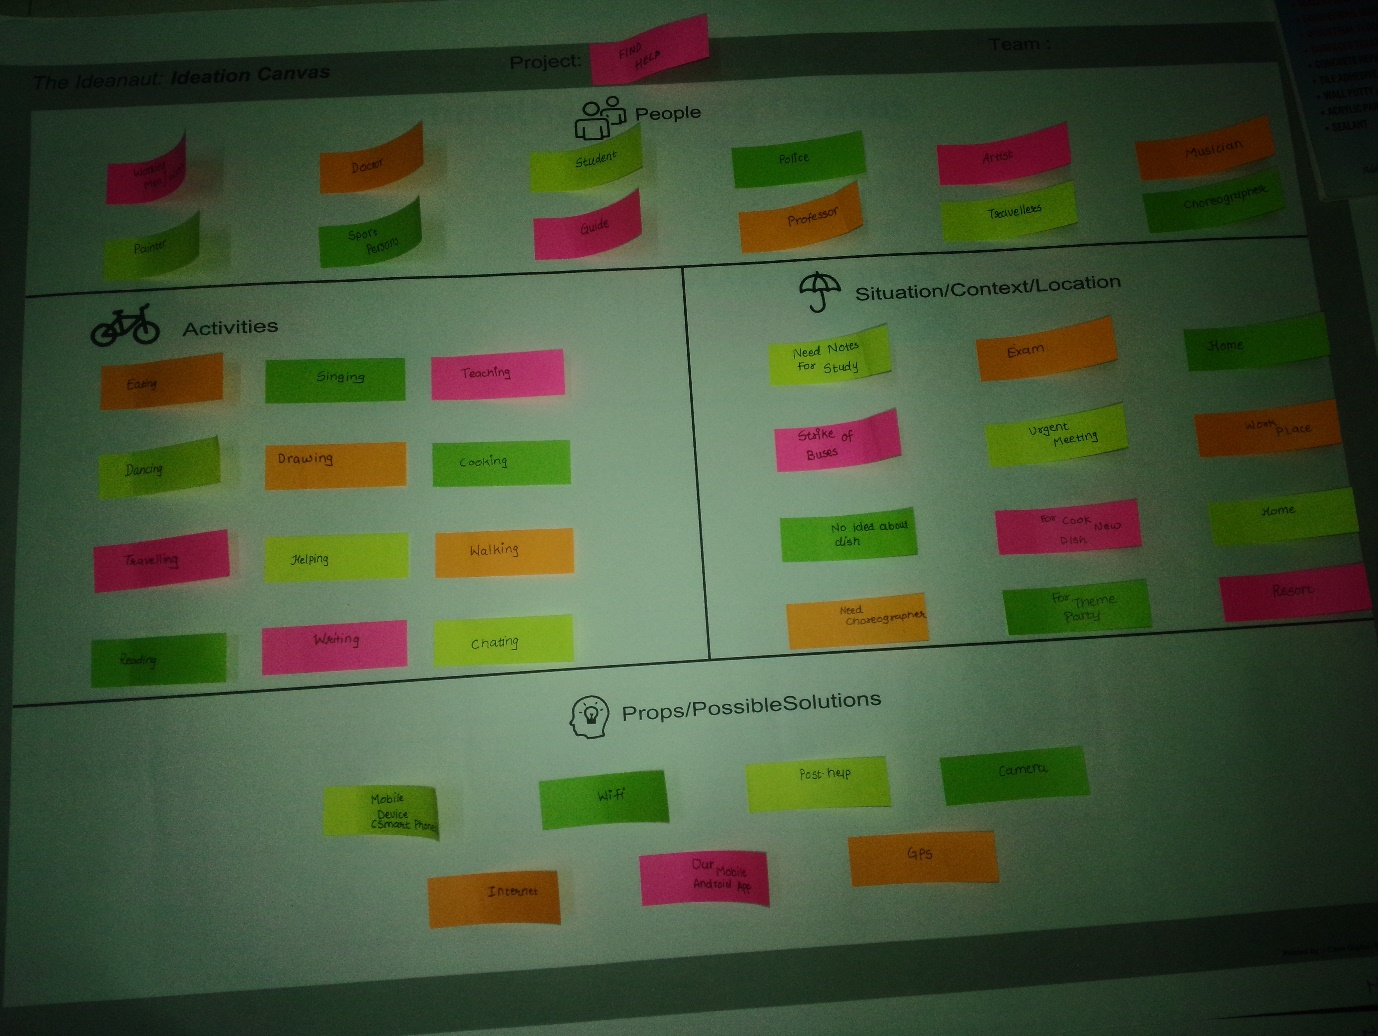 The Ideanaut: Ideation Canvas
Project:
FIND
HELP
Team :
People
Doctor
Student
Police
Artist
Musician
Painter
Sport
Person
Guide
Professor
Travellers
Choreographer
Activities
Singing
Teaching
Dancing
Drawing
Cooking
Travelling
Helping
Walking
Reading
Writing
Chating
Situation/Context/Location
Need Notes
For Study
Exam
Home
Strike of
Buses
Urgent
Meeting
Work
Place
No idea about
dish
For Cook New
Dish
Home
Need
Choreographer
For Theme
Party
Resort
Props/PossibleSolutions
Mobile
Device
(Smart Phone)
Wi-fi
Post help
Camera
Internet
Our Mobile
Android App
GPS